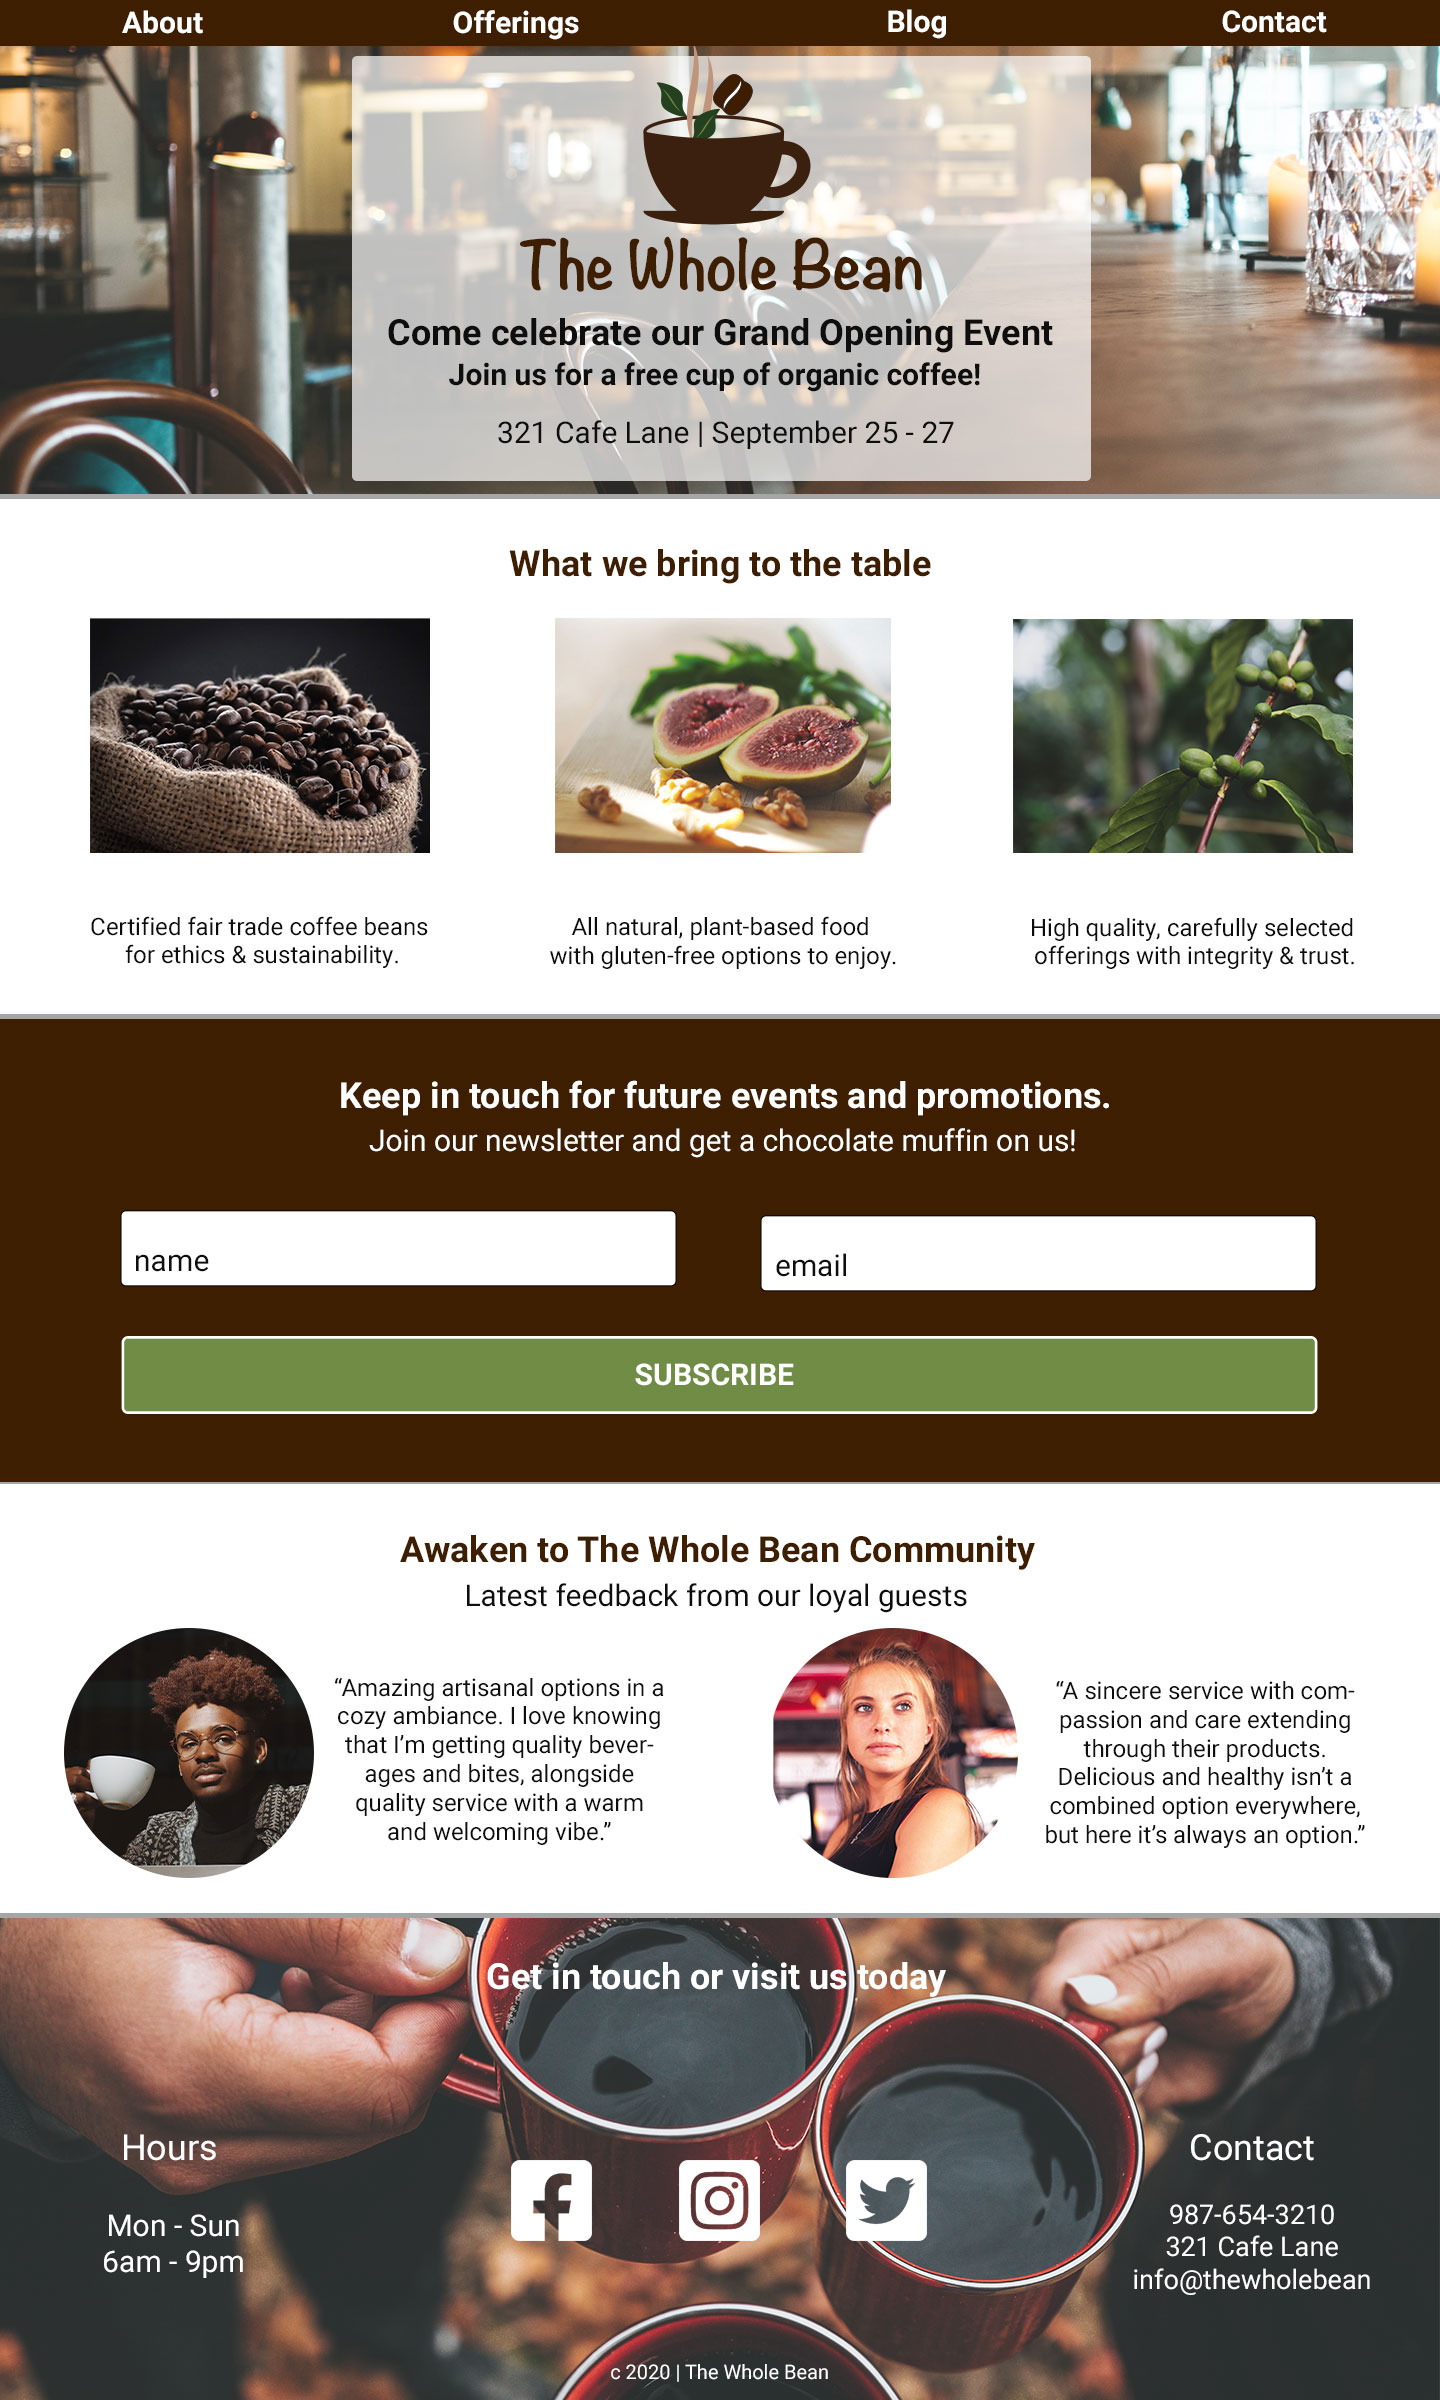 About
Offerings
Blog
Contact
The Whole Bean
Come celebrate our Grand Opening Event
Join us for a free cup of organic coffee!
321 Cafe Lane | September 25 - 27
What we bring to the table
Certified fair trade coffee beans
for ethics & sustainability.
All natural, plant-based food
with gluten-free options to enjoy.
High quality, carefully selected
offerings with integrity & trust.
Keep in touch for future events and promotions.
Join our newsletter and get a chocolate muffin on us!
name
email
SUBSCRIBE
Awaken to The Whole Bean Community
Latest feedback from our loyal guests
“Amazing artisanal options in a
cozy ambiance. I love knowing
that I’m getting quality bever-
ages and bites, alongside
quality service with a warm
and welcoming vibe.”
“A sincere service with com-
passion and care extending
through their products.
Delicious and healthy isn’t a
combined option everywhere,
but here it’s always an option.”
Get in touch or visit us today
Hours
Mon - Sun
6am - 9pm
Contact
987-654-3210
321 Cafe Lane
info@thewholebean
c 2020 | The Whole Bean